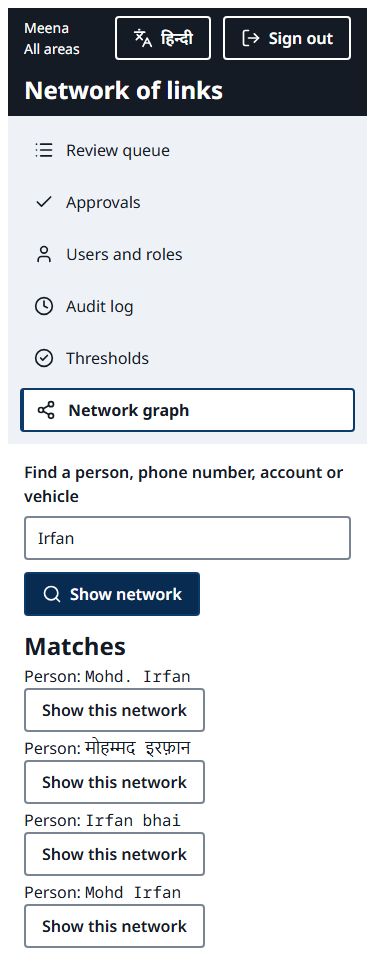 Meena
All areas
हिन्दी
Sign out
Network of links
Review queue
Approvals
Users and roles
Audit log
Thresholds
Network graph
Find a person, phone number, account or
vehicle
Irfan
Show network
Matches
Person: Mohd. Irfan
Show this network
Person: मोहम्मद इरफ़ान
Show this network
Person: Irfan bhai
Show this network
Person: Mohd Irfan
Show this network